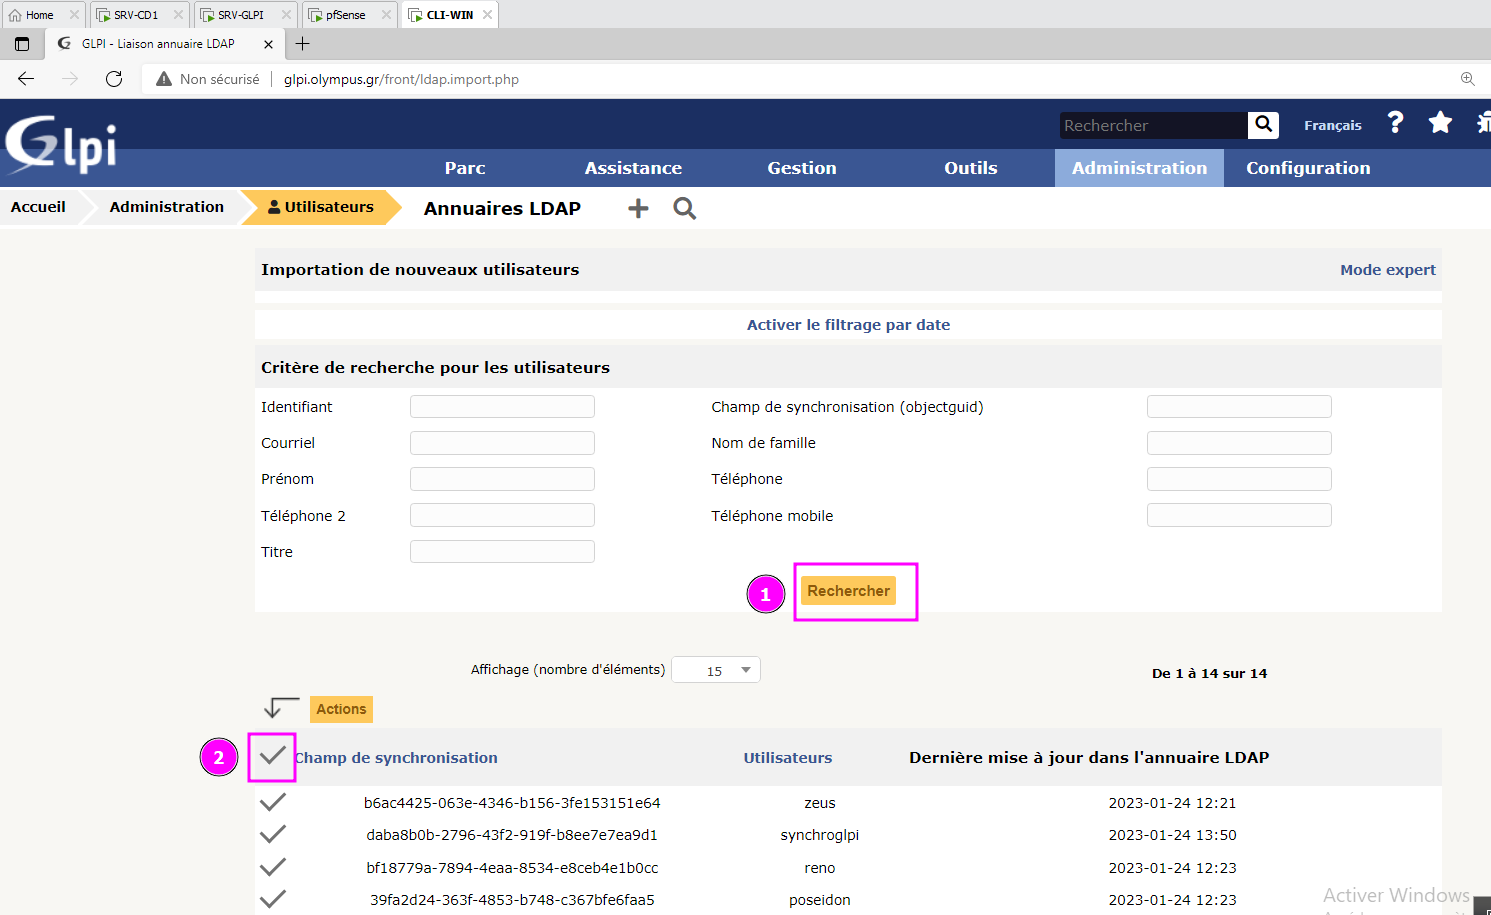 Home SRV-CD1 SRV-GLPI pfSense CLI-WIN
GLPI - Liaison annuaire LDAP
Non sécurisé glpi.olympus.gr/front/ldap.import.php
Glpi
Rechercher Français ?
Parc Assistance Gestion Outils Administration Configuration
Accueil Administration Utilisateurs Annuaires LDAP
Importation de nouveaux utilisateurs Mode expert
Activer le filtrage par date
Critère de recherche pour les utilisateurs
Identifiant Champ de synchronisation (objectguid)
Courriel Nom de famille
Prénom Téléphone
Téléphone 2 Téléphone mobile
Titre
1 Rechercher
Affichage (nombre d'éléments) 15 De 1 à 14 sur 14
Actions
2 Champ de synchronisation Utilisateurs Dernière mise à jour dans l'annuaire LDAP
b6ac4425-063e-4346-b156-3fe153151e64 zeus 2023-01-24 12:21
daba8b0b-2796-43f2-919f-b8ee7e7ea9d1 synchroglpi 2023-01-24 13:50
bf18779a-7894-4eaa-8534-e8ceb4e1b0cc reno 2023-01-24 12:23
39fa2d24-363f-4853-b748-c367bfe6faa5 poseidon 2023-01-24 12:23
Activer Windows